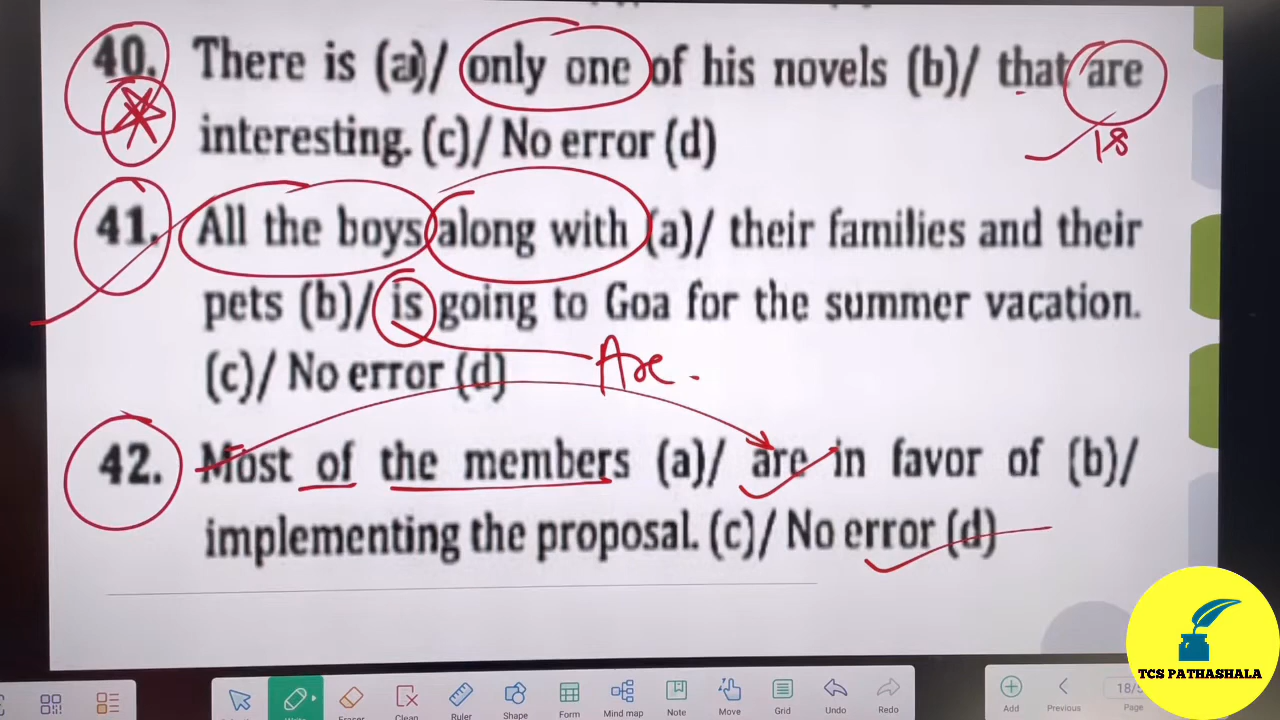 40. There is (a)/ only one of his novels (b)/ that are
is
interesting. (c)/ No error (d)
41. All the boys along with (a)/ their families and their
pets (b)/ is going to Goa for the summer vacation.
(c)/ No error (d) Are.
42. Most of the members (a)/ are in favor of (b)/
implementing the proposal. (c)/ No error (d)
TCS PATHASHALA
Eraser Clean Ruler Shape Form Mind map Note Move Grid Undo Redo Add Previous Page
18/5